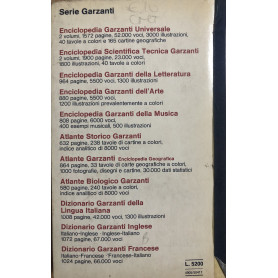 Serie Garzanti
Enciclopedia Garzanti Universale
2 volumi, 1572 pagine, 52.000 voci, 3000 illustrazioni,
40 tavole a colori e 165 cartine geografiche
Enciclopedia Scientifica Tecnica Garzanti
2 volumi, 1900 pagine, 23.000 voci,
1800 illustrazioni, 40 tavole a colori
Enciclopedia Garzanti della Letteratura
964 pagine, 5500 voci, 1300 illustrazioni
Enciclopedia Garzanti dell'Arte
880 pagine, 5500 voci,
1200 illustrazioni prevalentemente a colori
Enciclopedia Garzanti della Musica
808 pagine, 6000 voci,
400 esempi musicali, 500 illustrazioni
Atlante Storico Garzanti
632 pagine, 238 tavole di cartine a colori,
indice analitico di 8000 voci
Atlante Garzanti Enciclopedia Geografica
664 pagine, 33 tavole di carte geografiche a colori,
1000 fotografie, disegni e cartine, 30.000 dati statistici
Atlante Biologico Garzanti
580 pagine, 240 tavole a colori,
indice analitico di 8000 voci
Dizionario Garzanti della
Lingua Italiana
1008 pagine, 42.000 voci, 1300 illustrazioni
Dizionario Garzanti Inglese
Italiano-Inglese · Inglese-Italiano
1072 pagine, 67.000 voci
Dizionario Garzanti Francese
Italiano-Francese · Francese-Italiano
1024 pagine, 66.000 voci
L. 5200